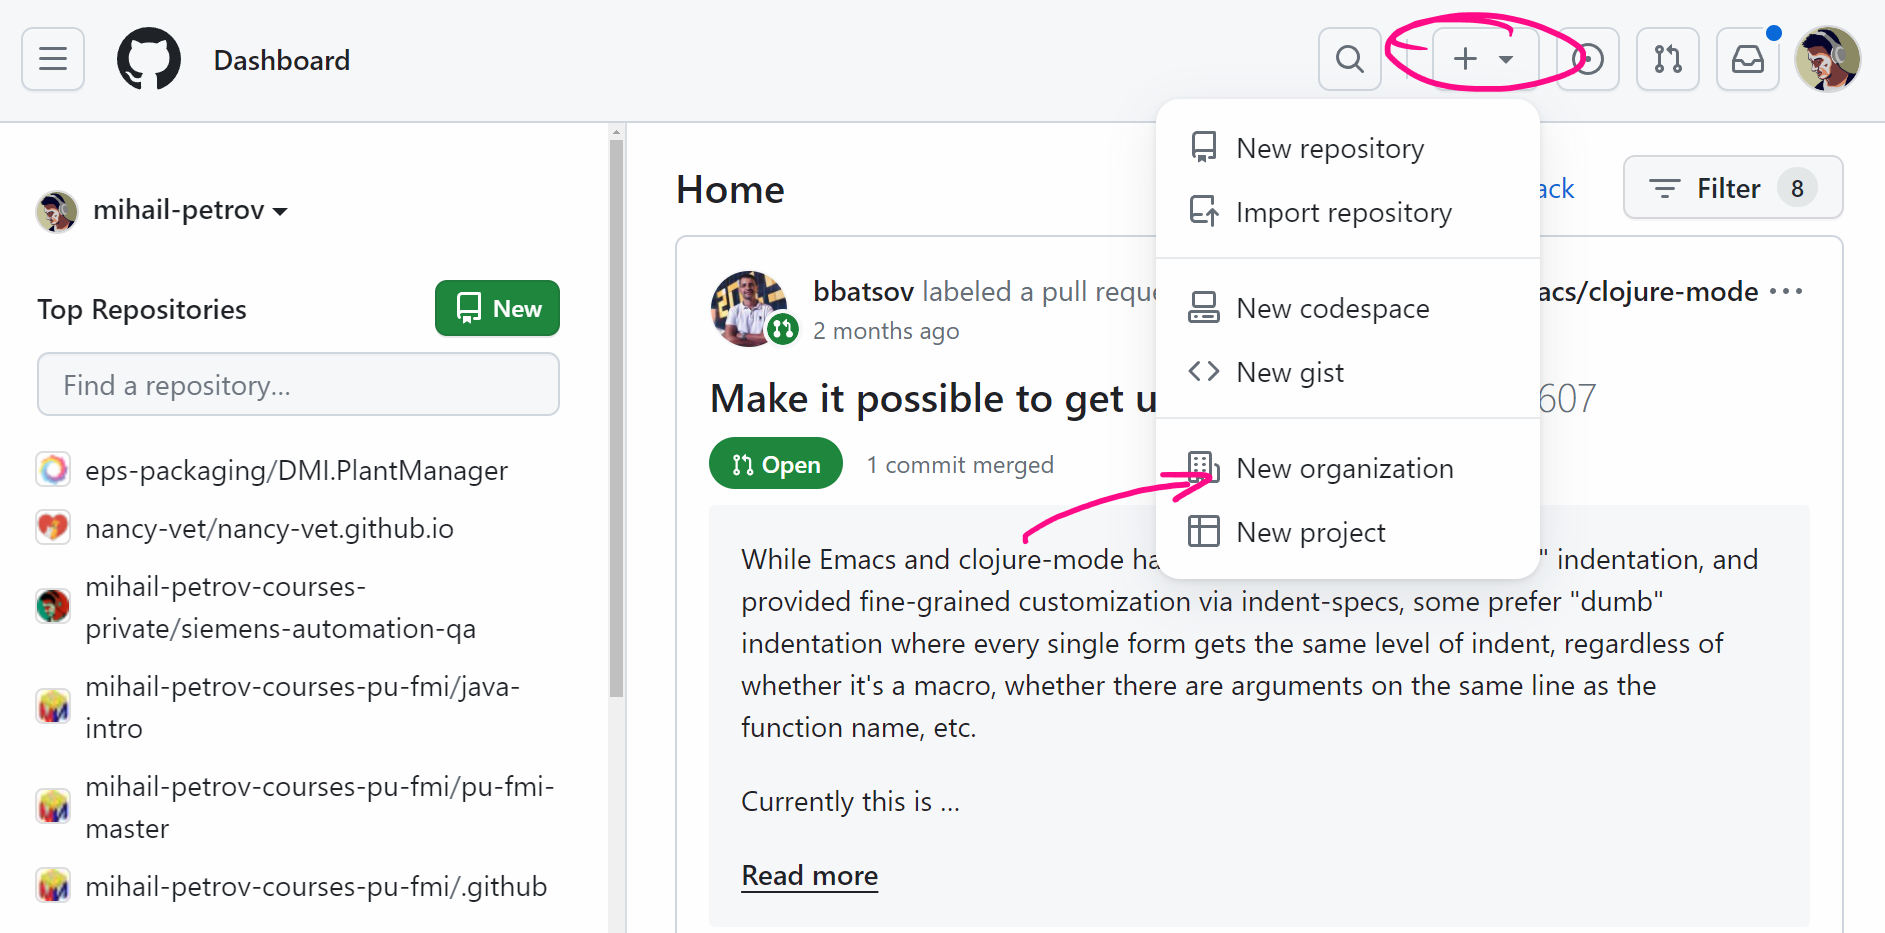 Dashboard
mihail-petrov
Top Repositories
New
Find a repository...
eps-packaging/DMI.PlantManager
nancy-vet/nancy-vet.github.io
mihail-petrov-courses-
private/siemens-automation-qa
mihail-petrov-courses-pu-fmi/java-
intro
mihail-petrov-courses-pu-fmi/pu-fmi-
master
mihail-petrov-courses-pu-fmi/.github
Home
ack
Filter 8
bbatsov labeled a pull reque
acs/clojure-mode
2 months ago
Make it possible to get u
607
Open
1 commit merged
While Emacs and clojure-mode ha
" indentation, and
provided fine-grained customization via indent-specs, some prefer "dumb"
indentation where every single form gets the same level of indent, regardless of
whether it's a macro, whether there are arguments on the same line as the
function name, etc.
Currently this is ...
Read more
New repository
Import repository
New codespace
New gist
New organization
New project